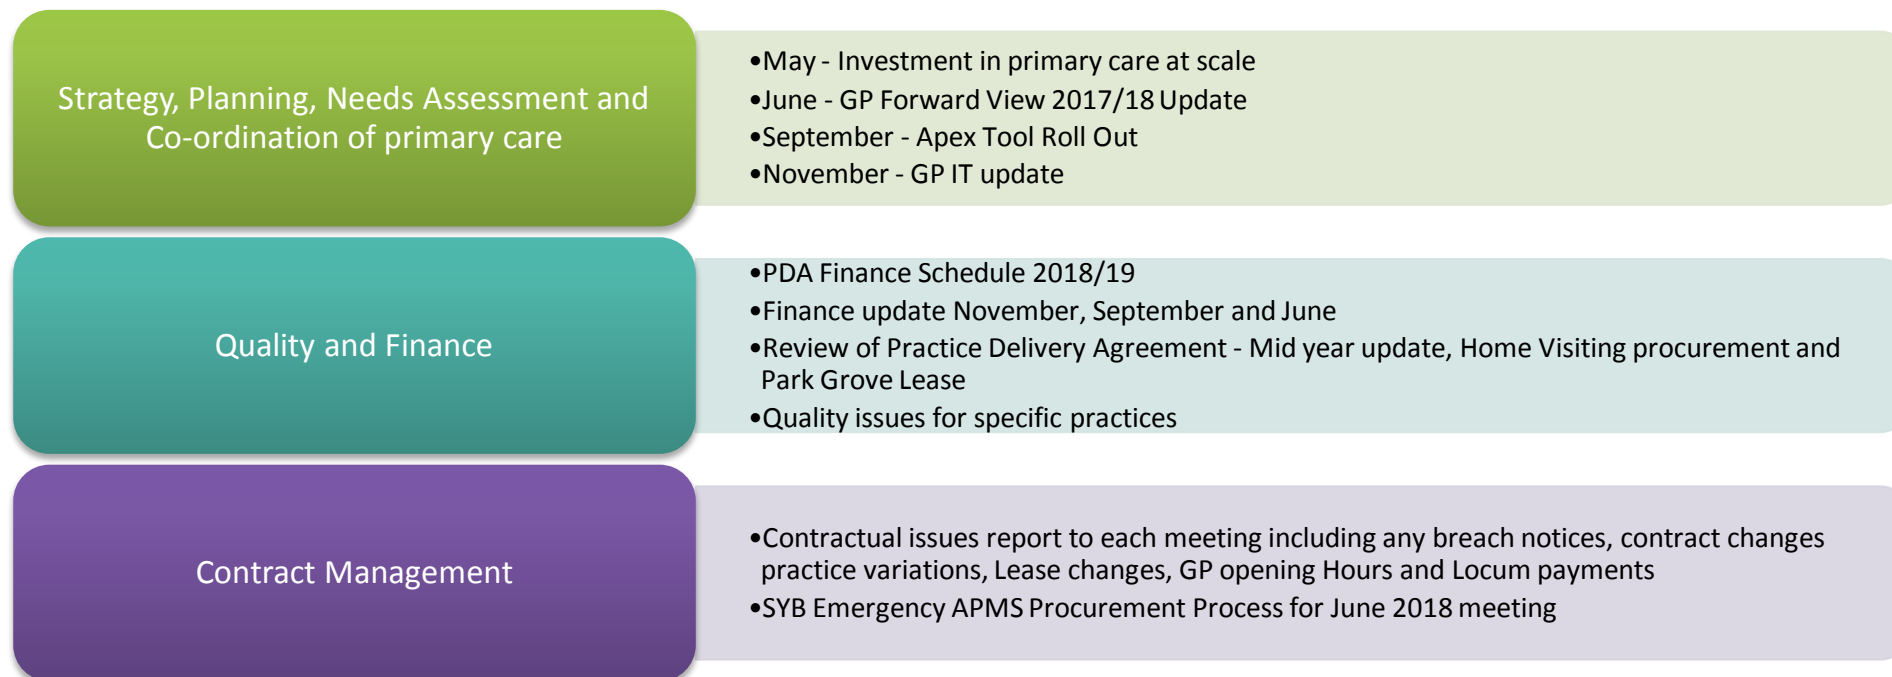 Strategy, Planning, Needs Assessment and
Co-ordination of primary care
•May - Investment in primary care at scale
•June - GP Forward View 2017/18 Update
•September - Apex Tool Roll Out
•November - GP IT update
Quality and Finance
•PDA Finance Schedule 2018/19
•Finance update November, September and June
•Review of Practice Delivery Agreement - Mid year update, Home Visiting procurement and
Park Grove Lease
•Quality issues for specific practices
Contract Management
•Contractual issues report to each meeting including any breach notices, contract changes
practice variations, Lease changes, GP opening Hours and Locum payments
•SYB Emergency APMS Procurement Process for June 2018 meeting